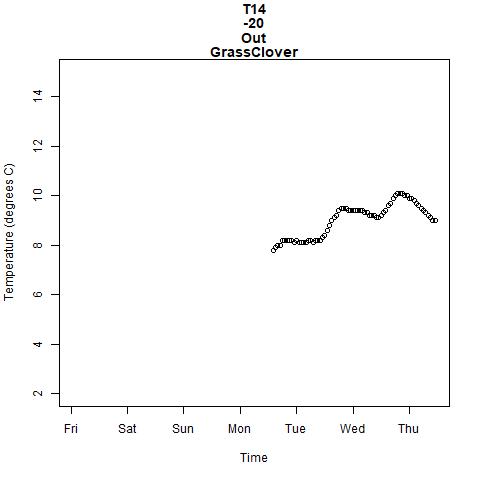 T14
-20
Out
GrassClover
Temperature (degrees C)
14
12
10
8
6
4
2
Fri Sat Sun Mon Tue Wed Thu
Time